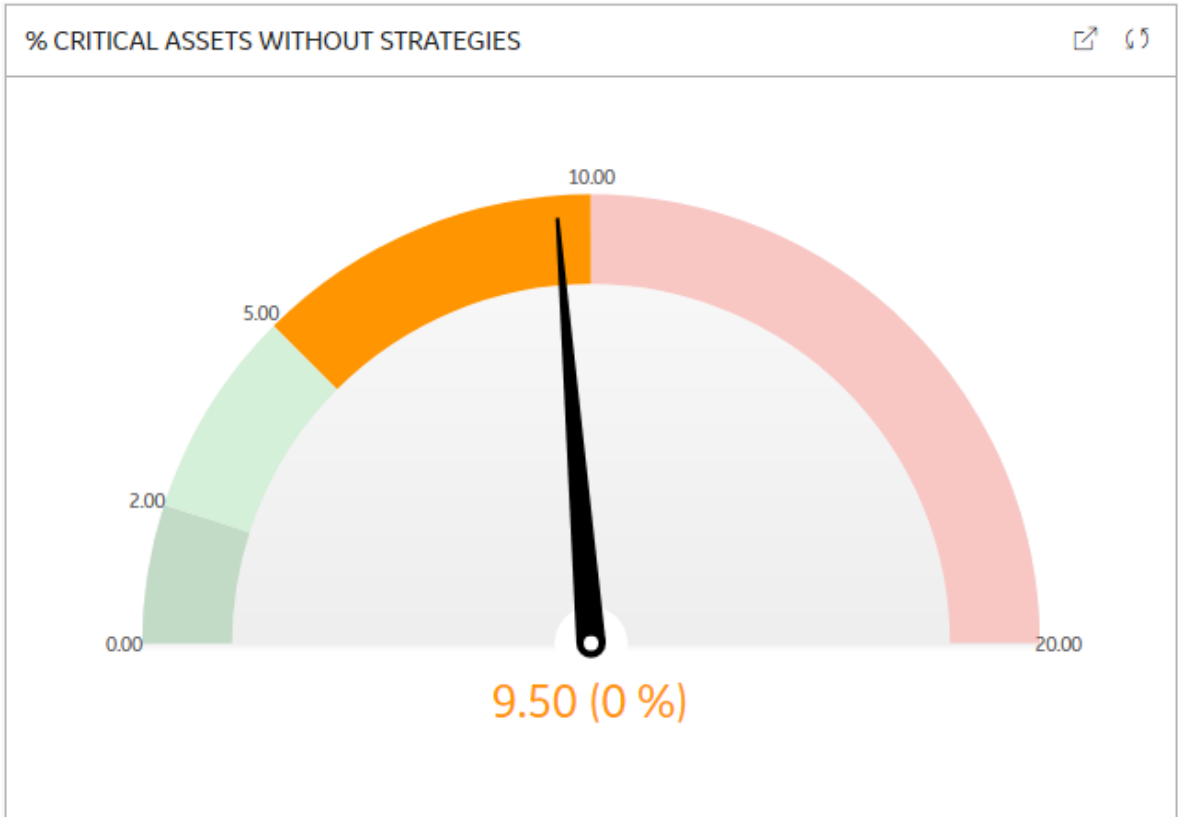 % CRITICAL ASSETS WITHOUT STRATEGIES
10.00
5.00
2.00
0.00
20.00
9.50 (0 %)